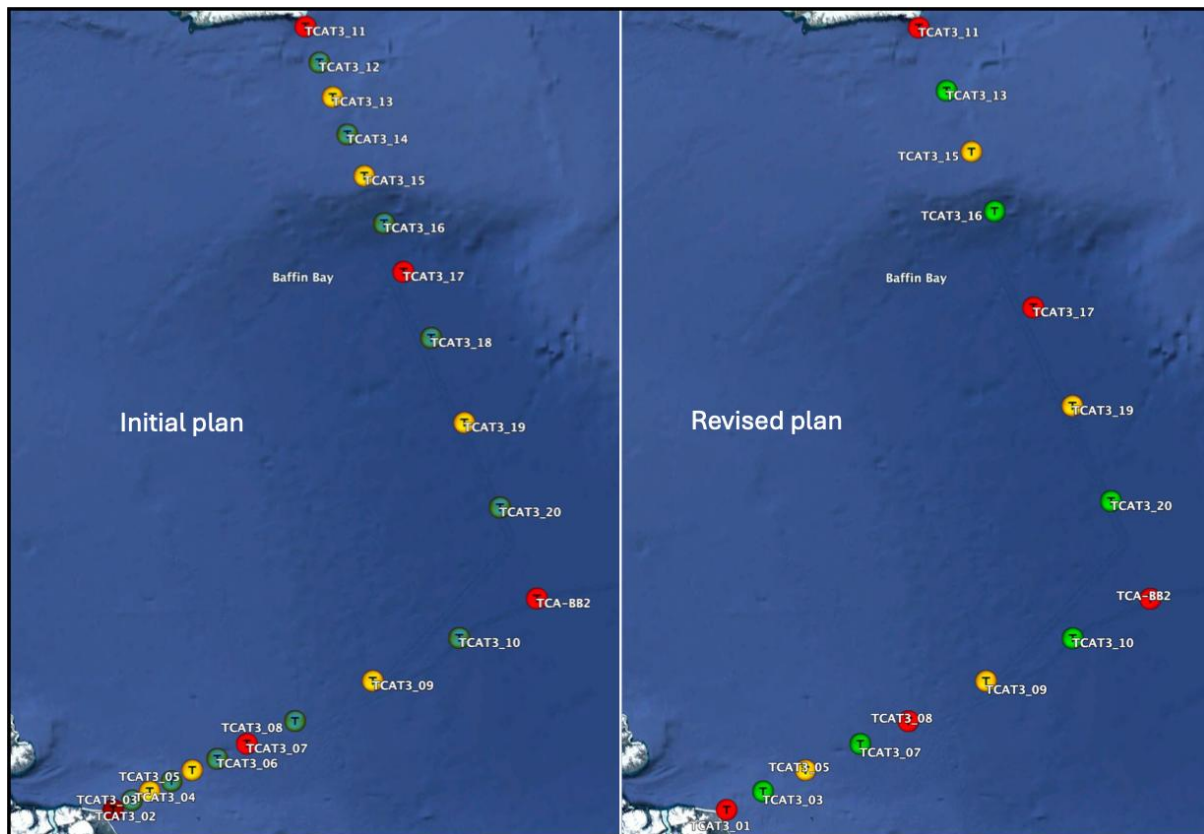 TCAT3_11
TCAT3_12
TCAT3_13
TCAT3_14
TCAT3_15
TCAT3_16
Baffin Bay
TCAT3_17
TCAT3_18
Initial plan
TCAT3_19
TCAT3_20
TCA-BB2
TCAT3_10
TCAT3_09
TCAT3_08
TCAT3_07
TCAT3_06
TCAT3_05
TCAT3_04
TCAT3_03
TCAT3_02
TCAT3_11
TCAT3_13
TCAT3_15
TCAT3_16
Baffin Bay
TCAT3_17
Revised plan
TCAT3_19
TCAT3_20
TCA-BB2
TCAT3_10
TCAT3_09
TCAT3_08
TCAT3_07
TCAT3_05
TCAT3_03
TCAT3_01